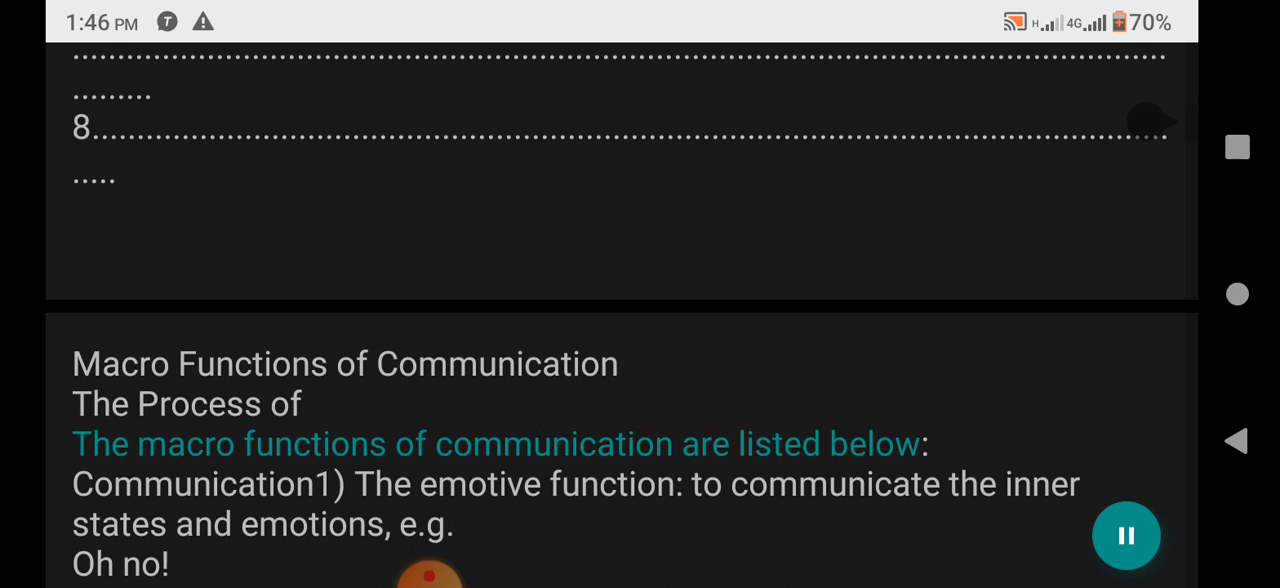 1:46 PM T H 4G 70%
................................................................................................................................
.........
8...............................................................................................................................
.....
Macro Functions of Communication
The Process of
The macro functions of communication are listed below:
Communication1) The emotive function: to communicate the inner
states and emotions, e.g.
Oh no!